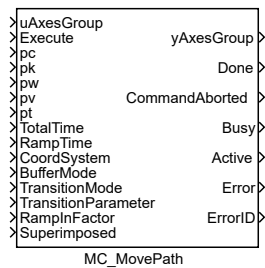 uAxesGroup
Execute
yAxesGroup
pc
pk
Done
pw
pv
CommandAborted
pt
TotalTime
Busy
RampTime
CoordSystem
Active
BufferMode
TransitionMode
Error
TransitionParameter
RampInFactor
ErrorID
Superimposed
MC_MovePath